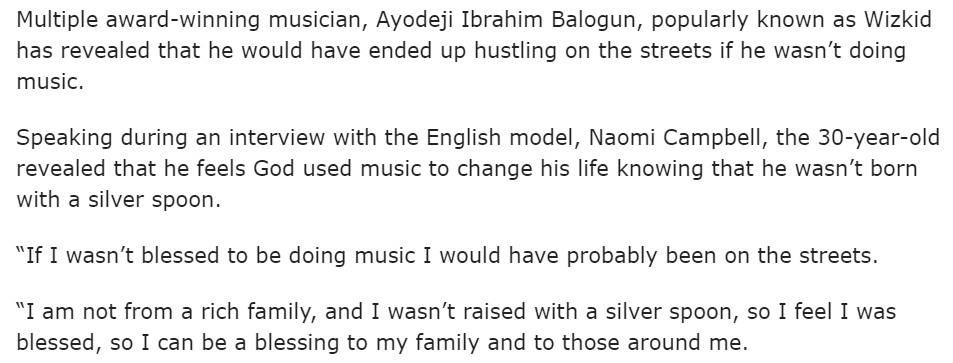 Multiple award-winning musician, Ayodeji Ibrahim Balogun, popularly known as Wizkid
has revealed that he would have ended up hustling on the streets if he wasn’t doing
music.
Speaking during an interview with the English model, Naomi Campbell, the 30-year-old
revealed that he feels God used music to change his life knowing that he wasn’t born
with a silver spoon.
“If I wasn’t blessed to be doing music I would have probably been on the streets.
“I am not from a rich family, and I wasn’t raised with a silver spoon, so I feel I was
blessed, so I can be a blessing to my family and to those around me.